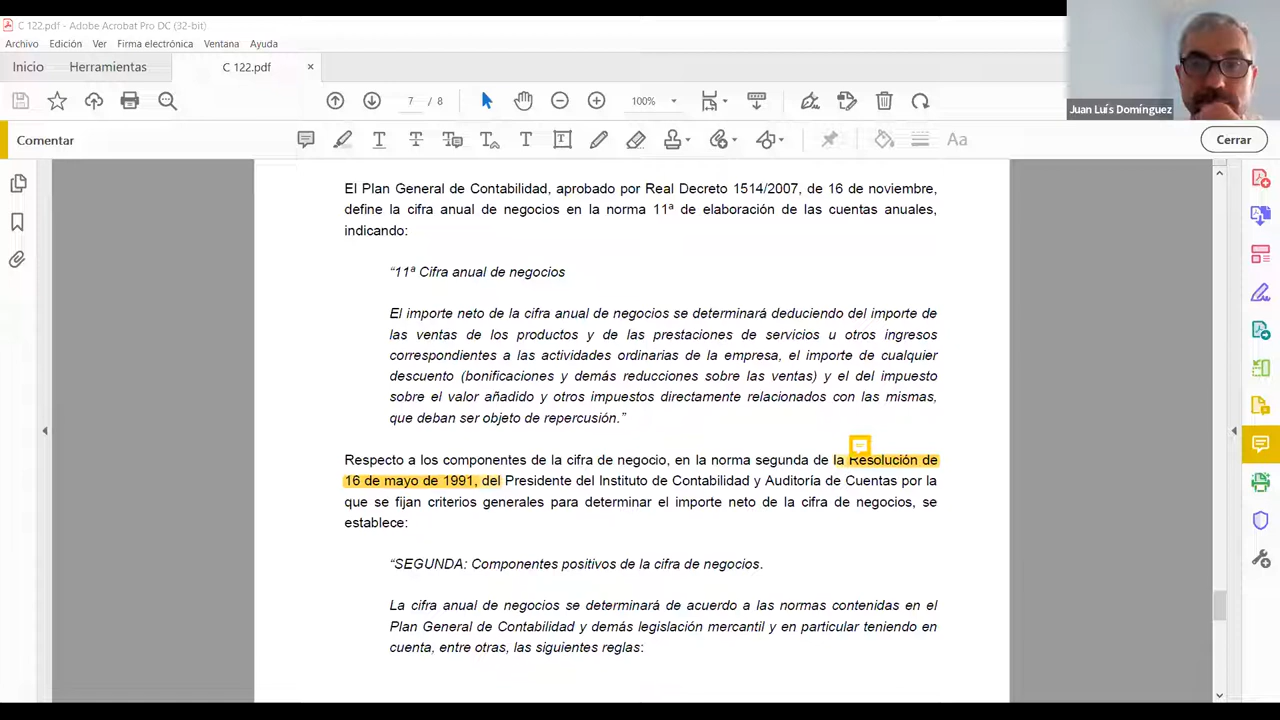 C 122.pdf - Adobe Acrobat Pro DC (32-bit)
Archivo Edición Ver Firma electrónica Ventana Ayuda
Inicio Herramientas C 122.pdf ×
7 / 8 100%
Juan Luís Domínguez
Comentar Aa Cerrar
El Plan General de Contabilidad, aprobado por Real Decreto 1514/2007, de 16 de noviembre,
define la cifra anual de negocios en la norma 11ª de elaboración de las cuentas anuales,
indicando:
“11ª Cifra anual de negocios
El importe neto de la cifra anual de negocios se determinará deduciendo del importe de
las ventas de los productos y de las prestaciones de servicios u otros ingresos
correspondientes a las actividades ordinarias de la empresa, el importe de cualquier
descuento (bonificaciones y demás reducciones sobre las ventas) y el del impuesto
sobre el valor añadido y otros impuestos directamente relacionados con las mismas,
que deban ser objeto de repercusión.”
Respecto a los componentes de la cifra de negocio, en la norma segunda de la Resolución de
16 de mayo de 1991, del Presidente del Instituto de Contabilidad y Auditoría de Cuentas por la
que se fijan criterios generales para determinar el importe neto de la cifra de negocios, se
establece:
“SEGUNDA: Componentes positivos de la cifra de negocios.
La cifra anual de negocios se determinará de acuerdo a las normas contenidas en el
Plan General de Contabilidad y demás legislación mercantil y en particular teniendo en
cuenta, entre otras, las siguientes reglas: